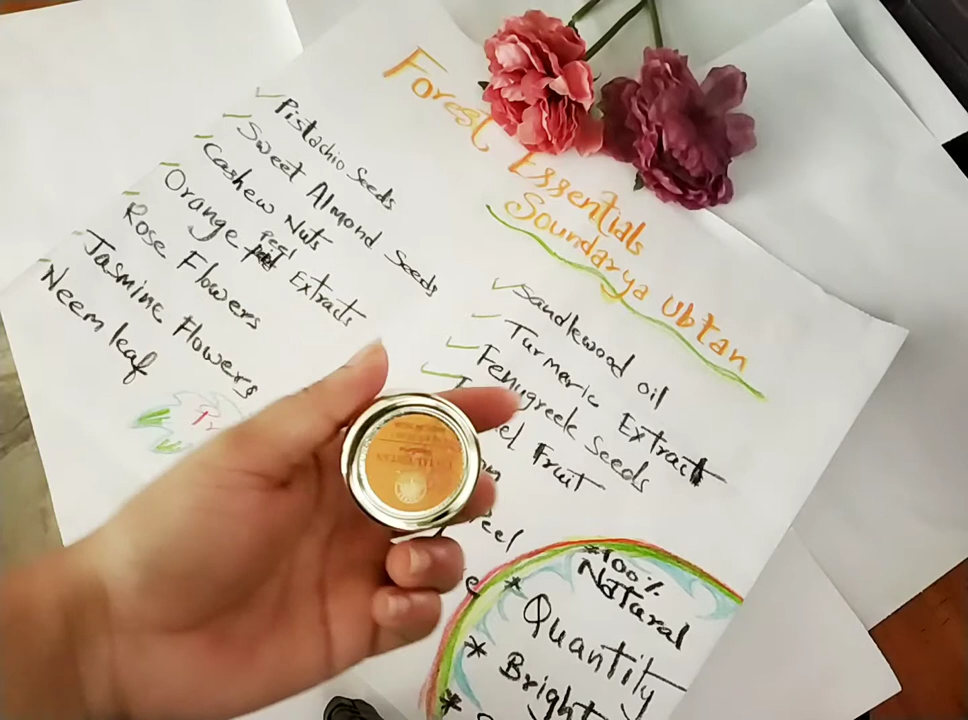 Forest Essentials
Soundarya Ubtan
Pistachio Seeds
Sweet Almond Seeds
Cashew Nuts
Orange Peel Extracts
Rose Flowers
Jasmine Flowers
Neem leaf
Sandlewood oil
Turmeric Extract
Fenugreek Seeds
Fruit
Peel
* 100%
Natural
* Quantity
* Bright
*